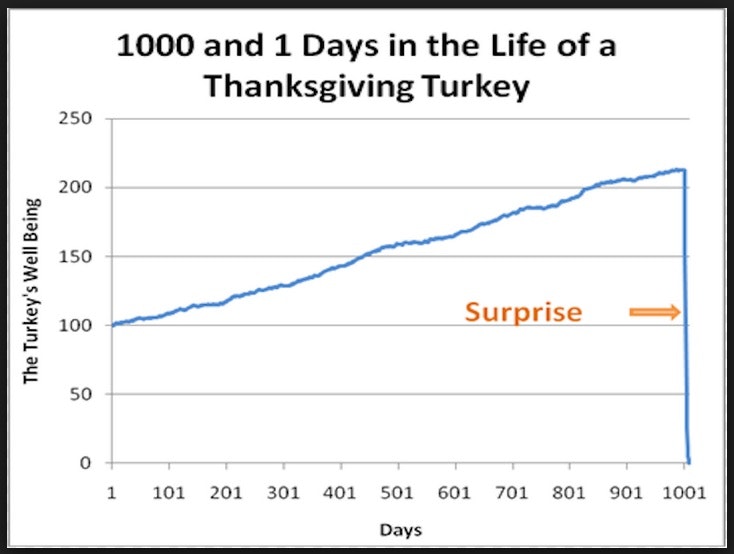 1000 and 1 Days in the Life of a
Thanksgiving Turkey
The Turkey's Well Being
250
200
150
100
50
0
Surprise
1 101 201 301 401 501 601 701 801 901 1001
Days